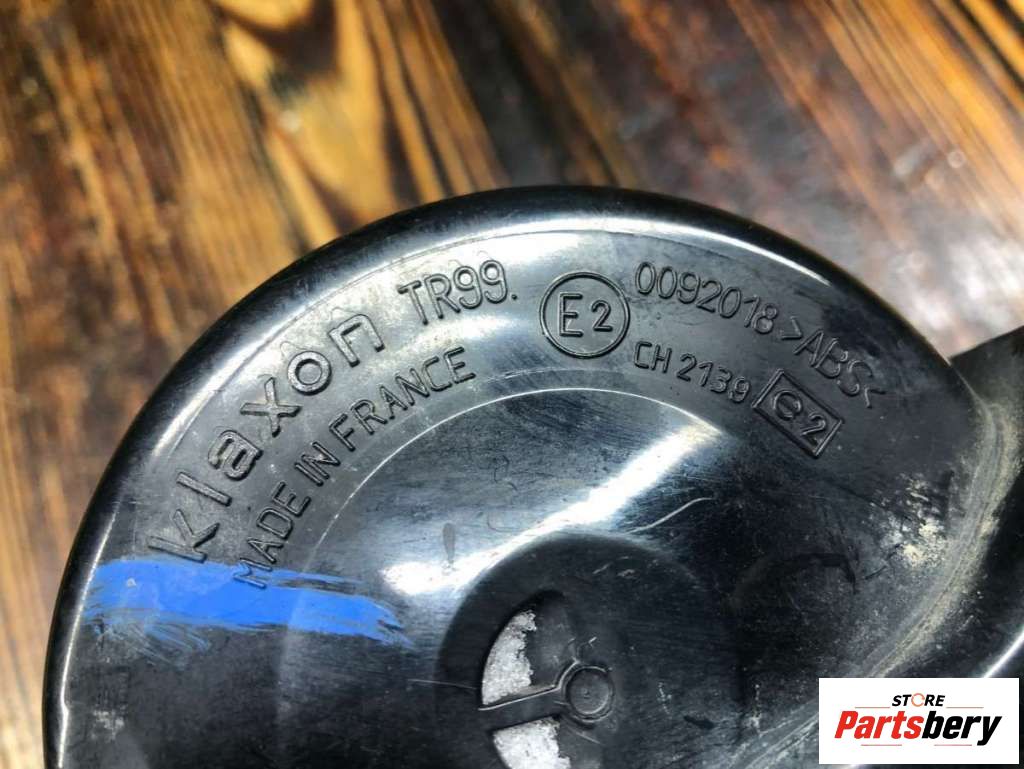 klaxon TR99. E2 0092018 >ABS<
MADE IN FRANCE CH 2139 e2
STORE
Partsbery